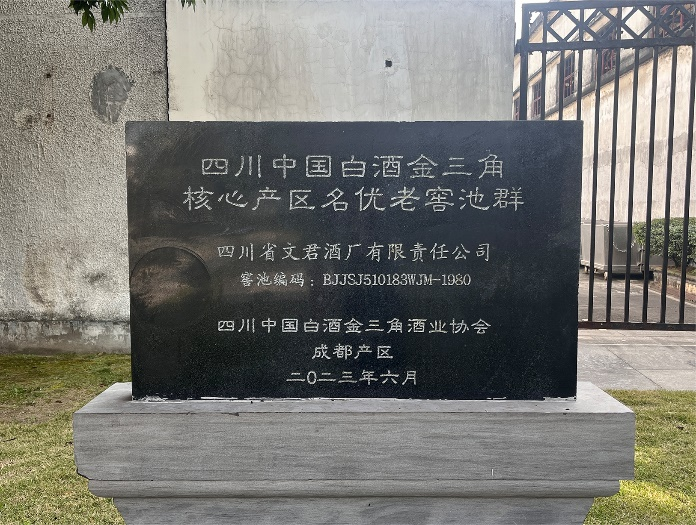 四川中国白酒金三角
核心产区名优老窖池群
四川省文君酒厂有限责任公司
窖池编码：BJJSJ510183WJM-1980
四川中国白酒金三角酒业协会
成都产区
二〇二三年六月